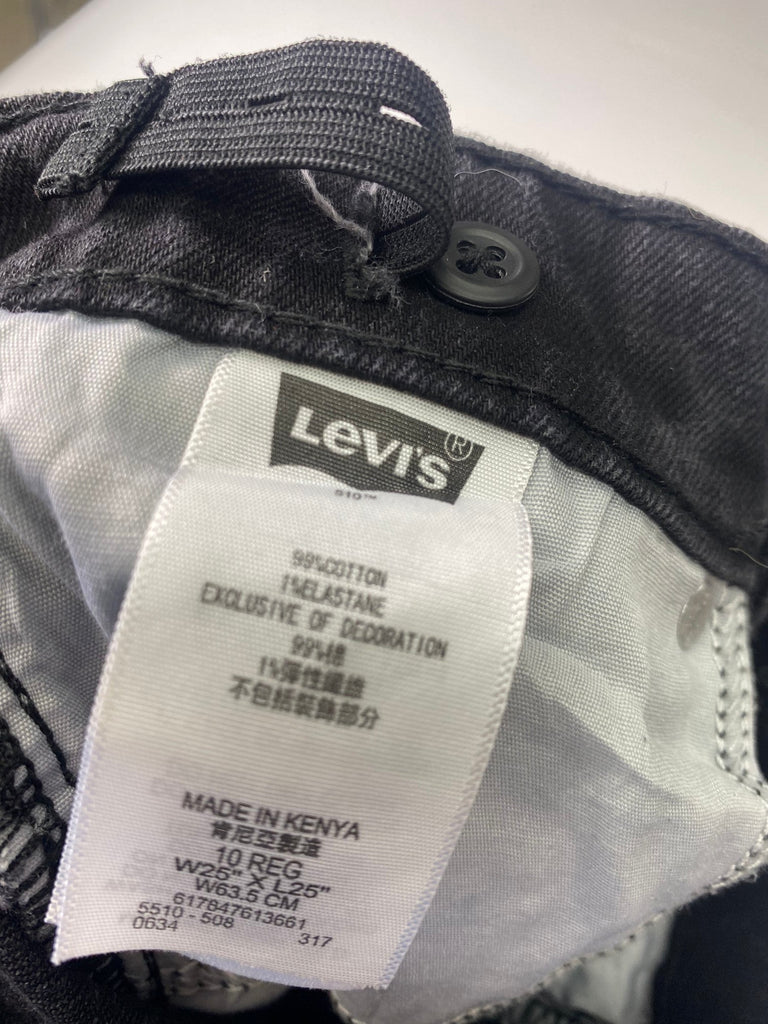 Levi's®
510™
99%COTTON
1%ELASTANE
EXCLUSIVE OF DECORATION
99%棉
1%彈性纖維
不包括裝飾部分
MADE IN KENYA
肯尼亞製造
10 REG
W25" X L25"
W63.5 CM
617847613661
5510 - 508
0634 317